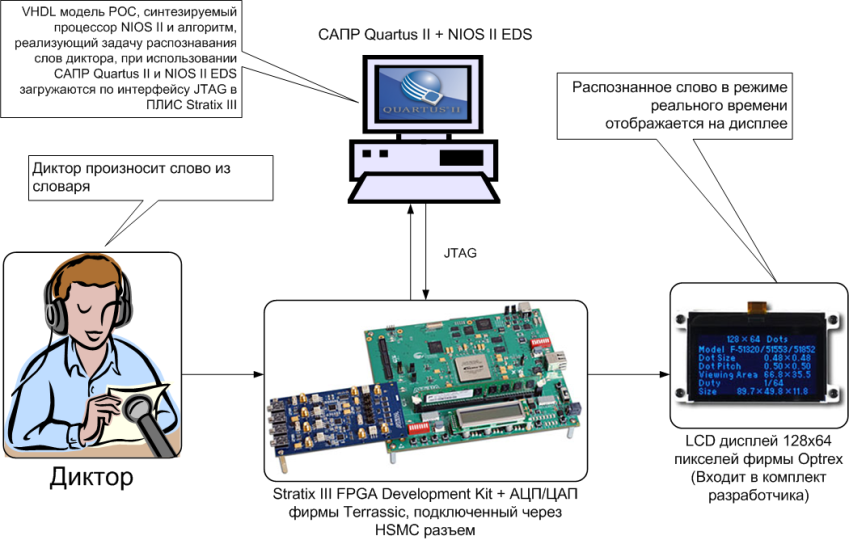 VHDL модель РОС, синтезируемый
процессор NIOS II и алгоритм,
реализующий задачу распознавания
слов диктора, при использовании
САПР Quartus II и NIOS II EDS
загружаются по интерфейсу JTAG в
ПЛИС Stratix III
САПР Quartus II + NIOS II EDS
QUARTUS II
Распознанное слово в режиме
реального времени
отображается на дисплее
Диктор произносит слово из
словаря
JTAG
Диктор
Stratix III FPGA Development Kit + АЦП/ЦАП
фирмы Terrassic, подключенный через
HSMC разъем
128 × 64 Dots
Model F-51320/51553/51852
Dot Size 0.48×0.48
Dot Pitch 0.50×0.50
Viewing Area 66.8×35.5
Duty 1/64
Size 89.7×49.8×11.8
LCD дисплей 128x64
пикселей фирмы Optrex
(Входит в комплект
разработчика)